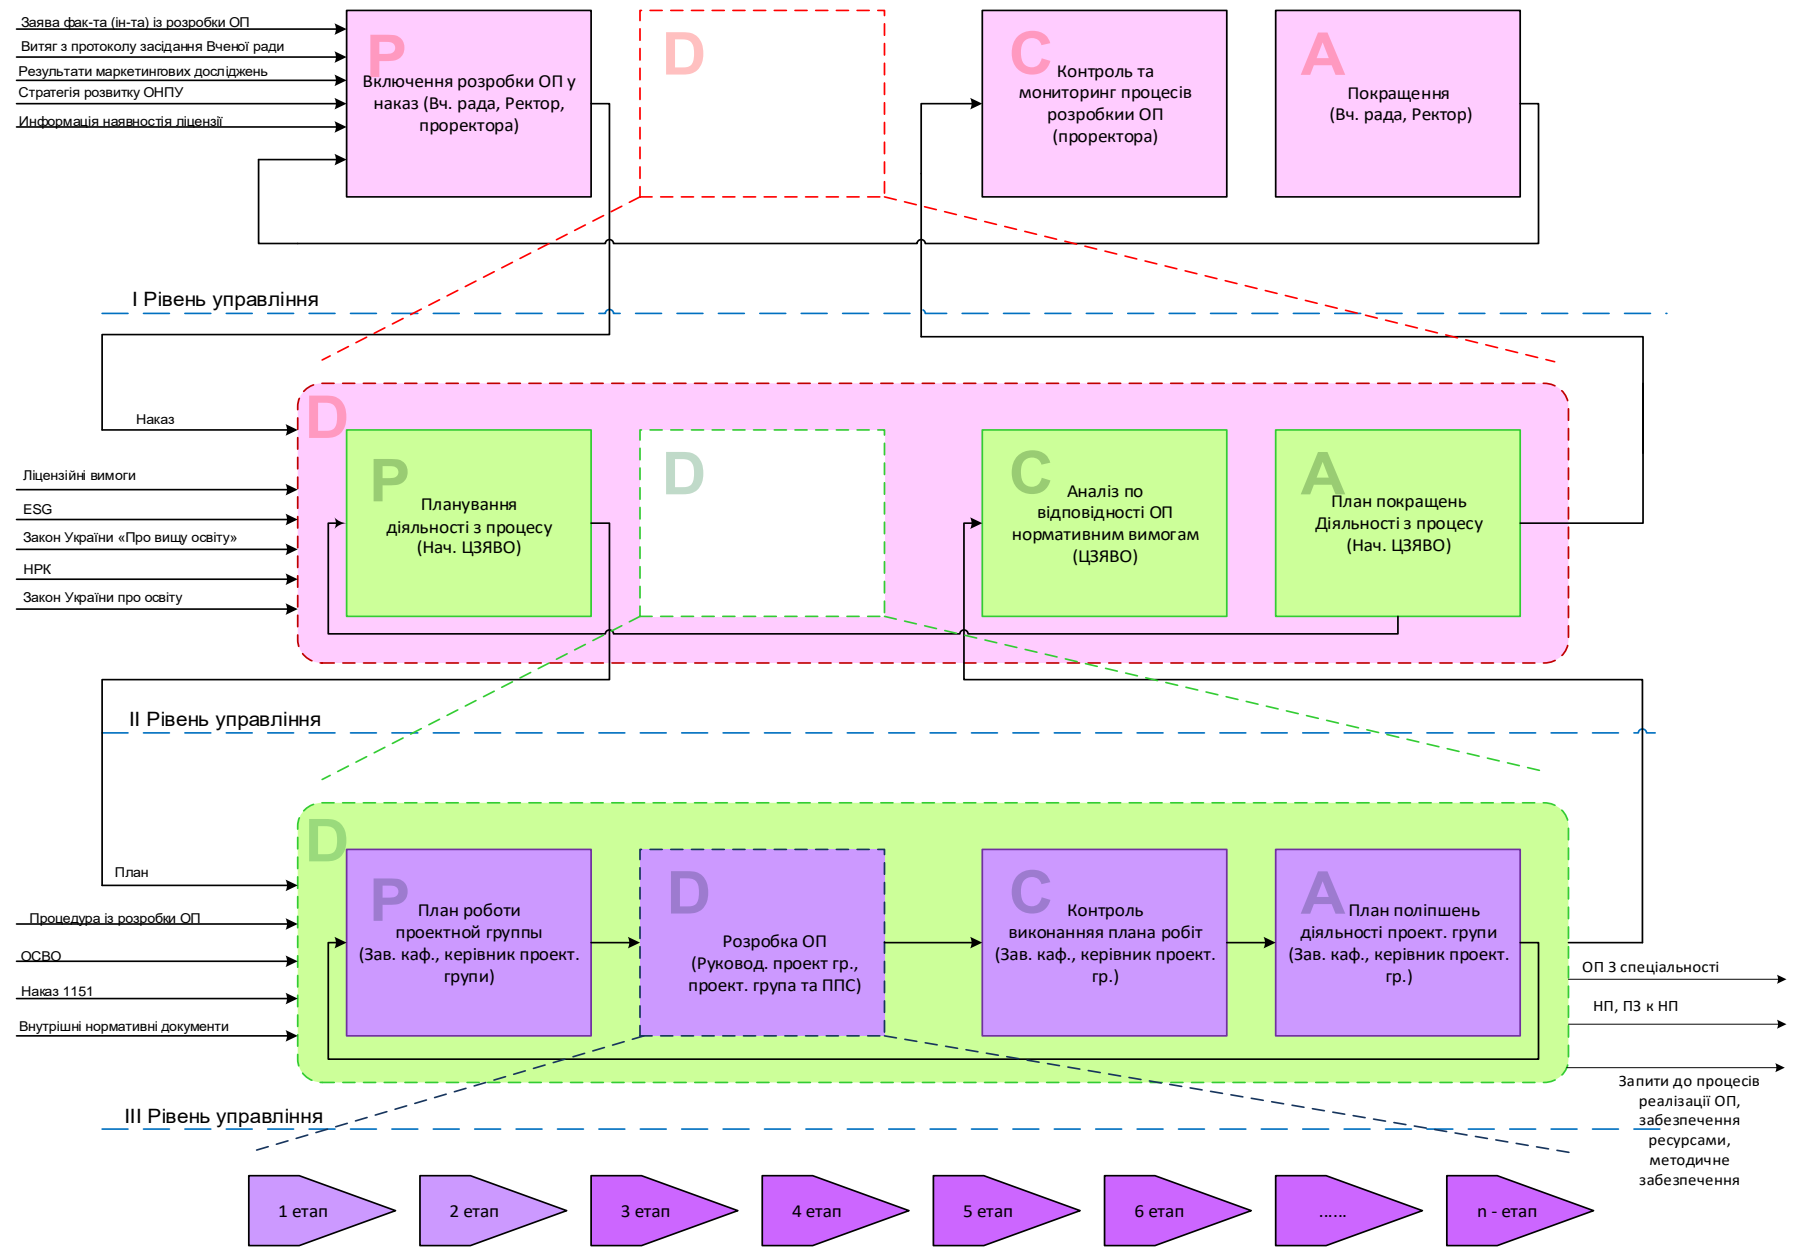 Заява фак-та (ін-та) із розробки ОП
Витяг з протоколу засідання Вченої ради
Результати маркетингових досліджень
Стратегія розвитку ОНПУ
Информація наявностія ліцензії
P
Включення розробки ОП у
наказ (Вч. рада, Ректор,
проректора)
D
C
Контроль та
мониторинг процесів
розробкии ОП
(проректора)
A
Покращення
(Вч. рада, Ректор)
I Рівень управління
Наказ
Ліцензійні вимоги
ESG
Закон України «Про вищу освіту»
НРК
Закон України про освіту
D
P
Планування
діяльності з процесу
(Нач. ЦЗЯВО)
D
C
Аналіз по
відповідності ОП
нормативним вимогам
(ЦЗЯВО)
A
План покращень
Діяльності з процесу
(Нач. ЦЗЯВО)
II Рівень управління
План
Процедура із розробки ОП
ОСВО
Наказ 1151
Внутрішні нормативні документи
D
P
План роботи
проектной группы
(Зав. каф., керівник проект.
групи)
D
Розробка ОП
(Руковод. проект гр.,
проект. група та ППС)
C
Контроль
виконанняя плана робіт
(Зав. каф., керівник проект.
гр.)
A
План поліпшень
діяльності проект. групи
(Зав. каф., керівник проект.
гр.)
ОП З спеціальності
НП, ПЗ к НП
Запити до процесів
реалізації ОП,
забезпечення
ресурсами,
методичне
забезпечення
III Рівень управління
1 етап
2 етап
3 етап
4 етап
5 етап
6 етап
......
n - етап